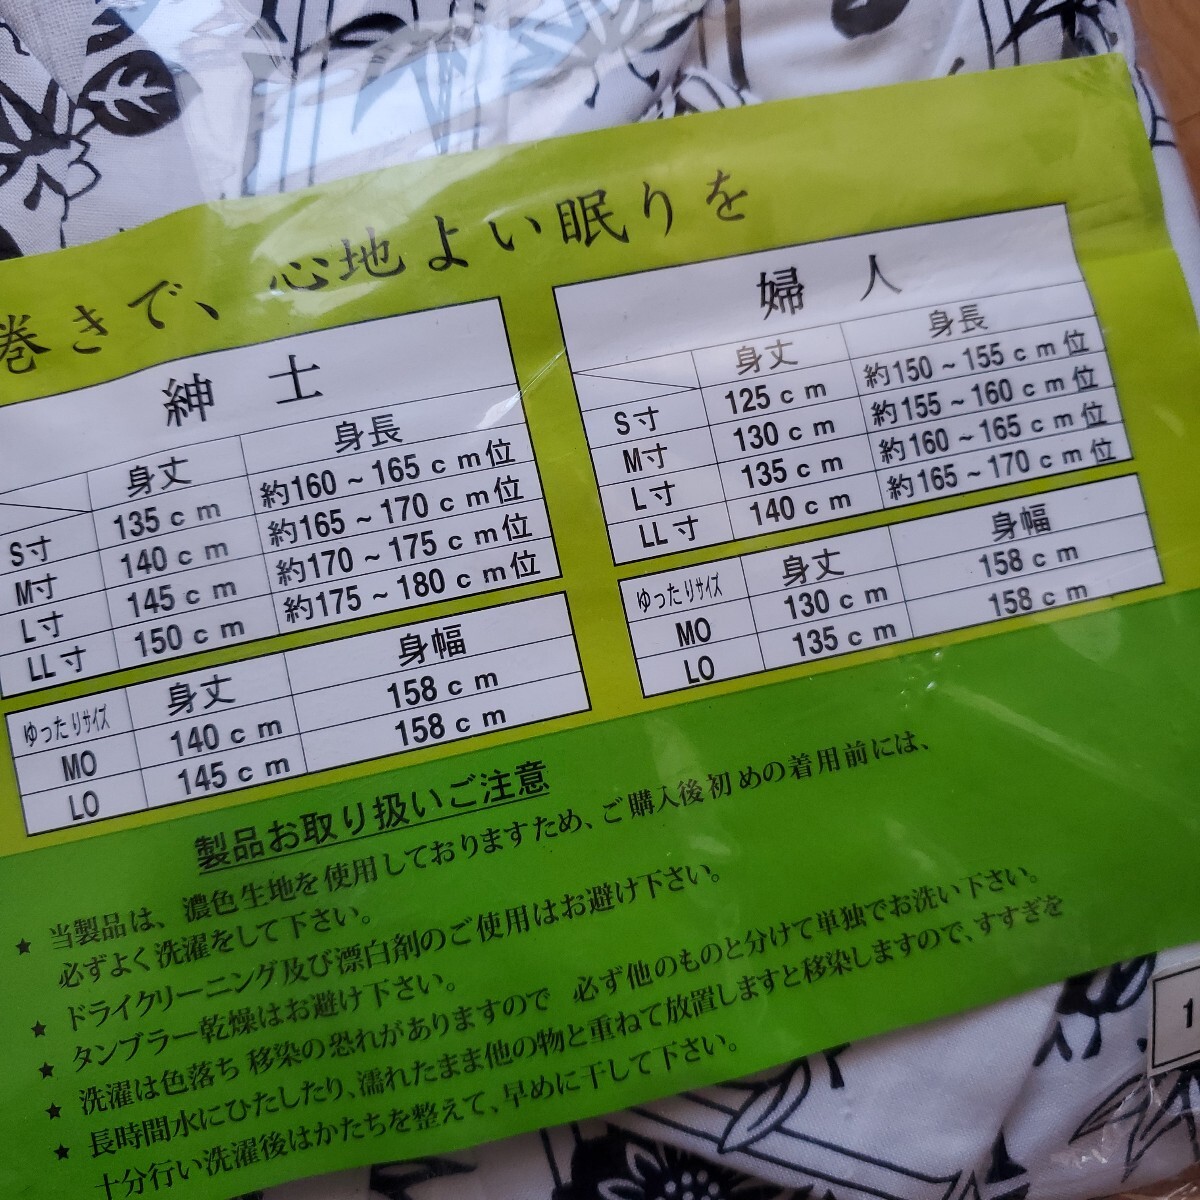 巻きで、心地よい眠りを
紳 士
身丈 身長
S寸 135cm 約160~165cm位
M寸 140cm 約165~170cm位
L寸 145cm 約170~175cm位
LL寸 150cm 約175~180cm位
ゆったりサイズ 身丈 身幅
MO 140cm 158cm
LO 145cm 158cm
婦 人
身丈 身長
S寸 125cm 約150~155cm位
M寸 130cm 約155~160cm位
L寸 135cm 約160~165cm位
LL寸 140cm 約165~170cm位
ゆったりサイズ 身丈 身幅
MO 130cm 158cm
LO 135cm 158cm
製品お取り扱いご注意
★ 当製品は、濃色生地を使用しておりますため、ご購入後初めの着用前には、
必ずよく洗濯をして下さい。
★ ドライクリーニング及び漂白剤のご使用はお避け下さい。
★ タンブラー乾燥はお避け下さい。
★ 洗濯は色落ち移染の恐れがありますので 必ず他のものと分けて単独でお洗い下さい。
★ 長時間水にひたしたり、濡れたまま他の物と重ねて放置しますと移染しますので、すすぎを
十分行い洗濯後はかたちを整えて、早めに干して下さい。
1